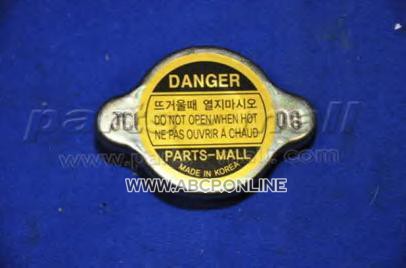 DANGER
뜨거울때 열지마시오
DO NOT OPEN WHEN HOT
NE PAS OUVRIR À CHAUD
PARTS-MALL
MADE IN KOREA
WWW.ABCP.ONLINE